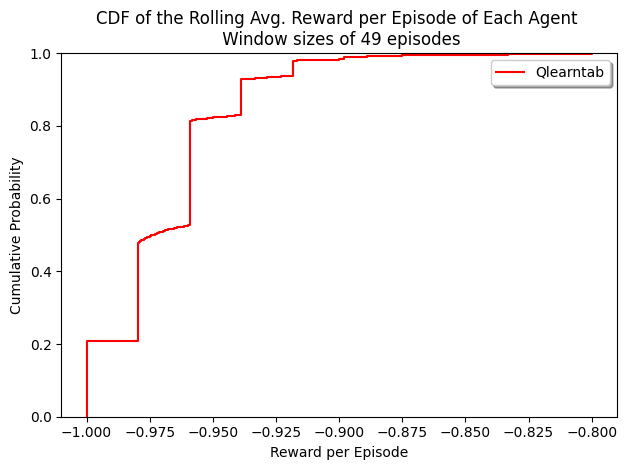 CDF of the Rolling Avg. Reward per Episode of Each Agent
Window sizes of 49 episodes
Qlearntab
Cumulative Probability
1.0
0.8
0.6
0.4
0.2
0.0
−1.000 −0.975 −0.950 −0.925 −0.900 −0.875 −0.850 −0.825 −0.800
Reward per Episode